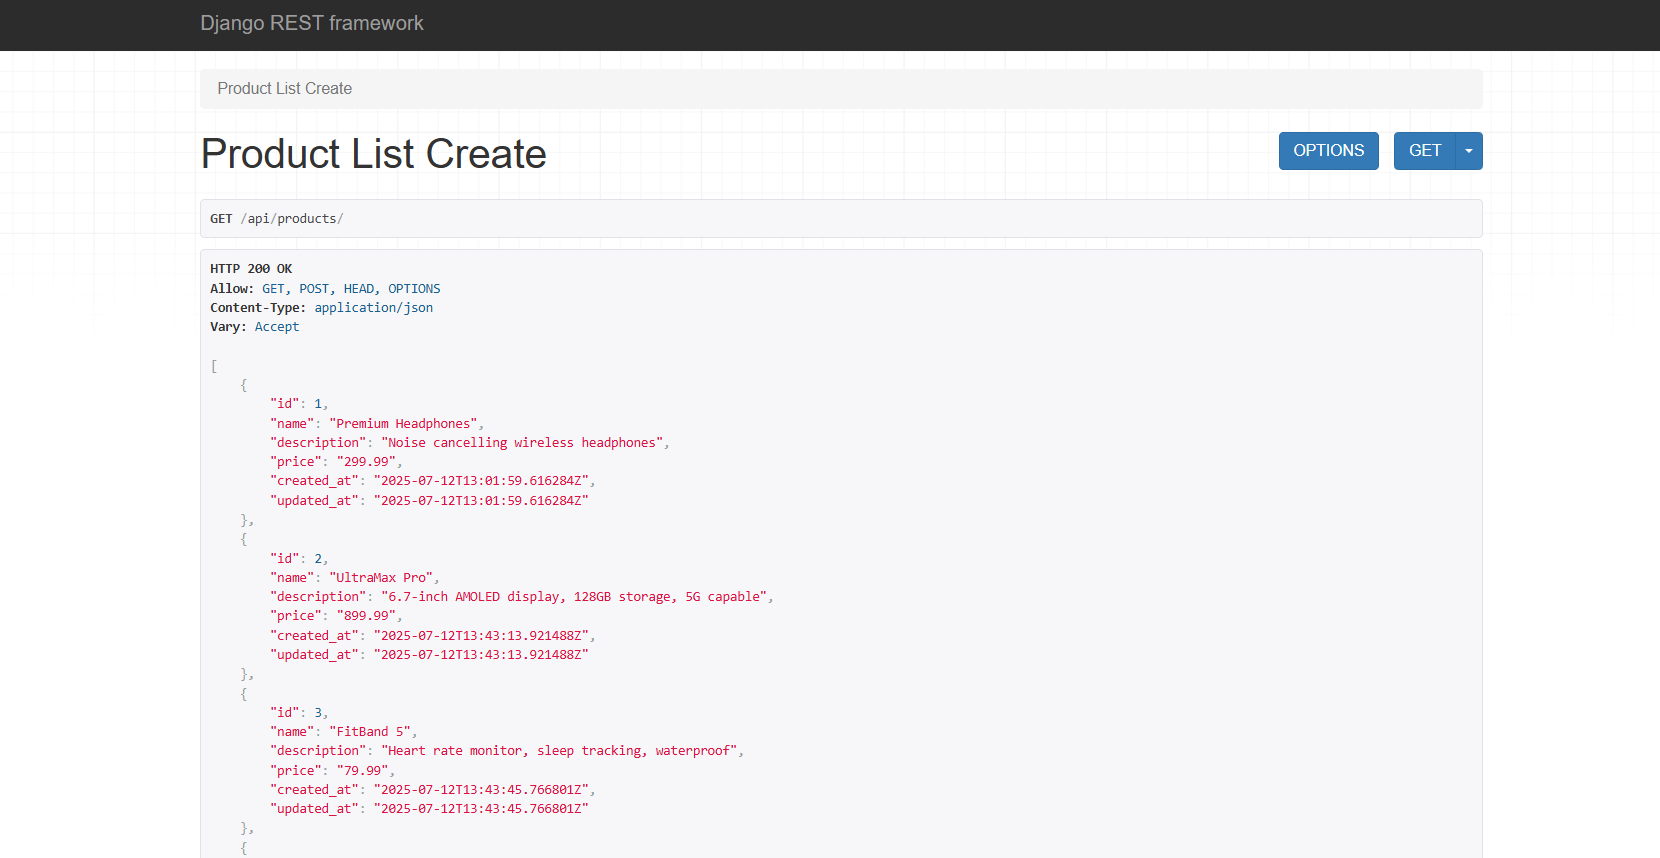 Django REST framework
Product List Create
Product List Create
OPTIONS
GET
GET /api/products/
HTTP 200 OK
Allow: GET, POST, HEAD, OPTIONS
Content-Type: application/json
Vary: Accept
[
    {
        "id": 1,
        "name": "Premium Headphones",
        "description": "Noise cancelling wireless headphones",
        "price": "299.99",
        "created_at": "2025-07-12T13:01:59.616284Z",
        "updated_at": "2025-07-12T13:01:59.616284Z"
    },
    {
        "id": 2,
        "name": "UltraMax Pro",
        "description": "6.7-inch AMOLED display, 128GB storage, 5G capable",
        "price": "899.99",
        "created_at": "2025-07-12T13:43:13.921488Z",
        "updated_at": "2025-07-12T13:43:13.921488Z"
    },
    {
        "id": 3,
        "name": "FitBand 5",
        "description": "Heart rate monitor, sleep tracking, waterproof",
        "price": "79.99",
        "created_at": "2025-07-12T13:43:45.766801Z",
        "updated_at": "2025-07-12T13:43:45.766801Z"
    },
    {